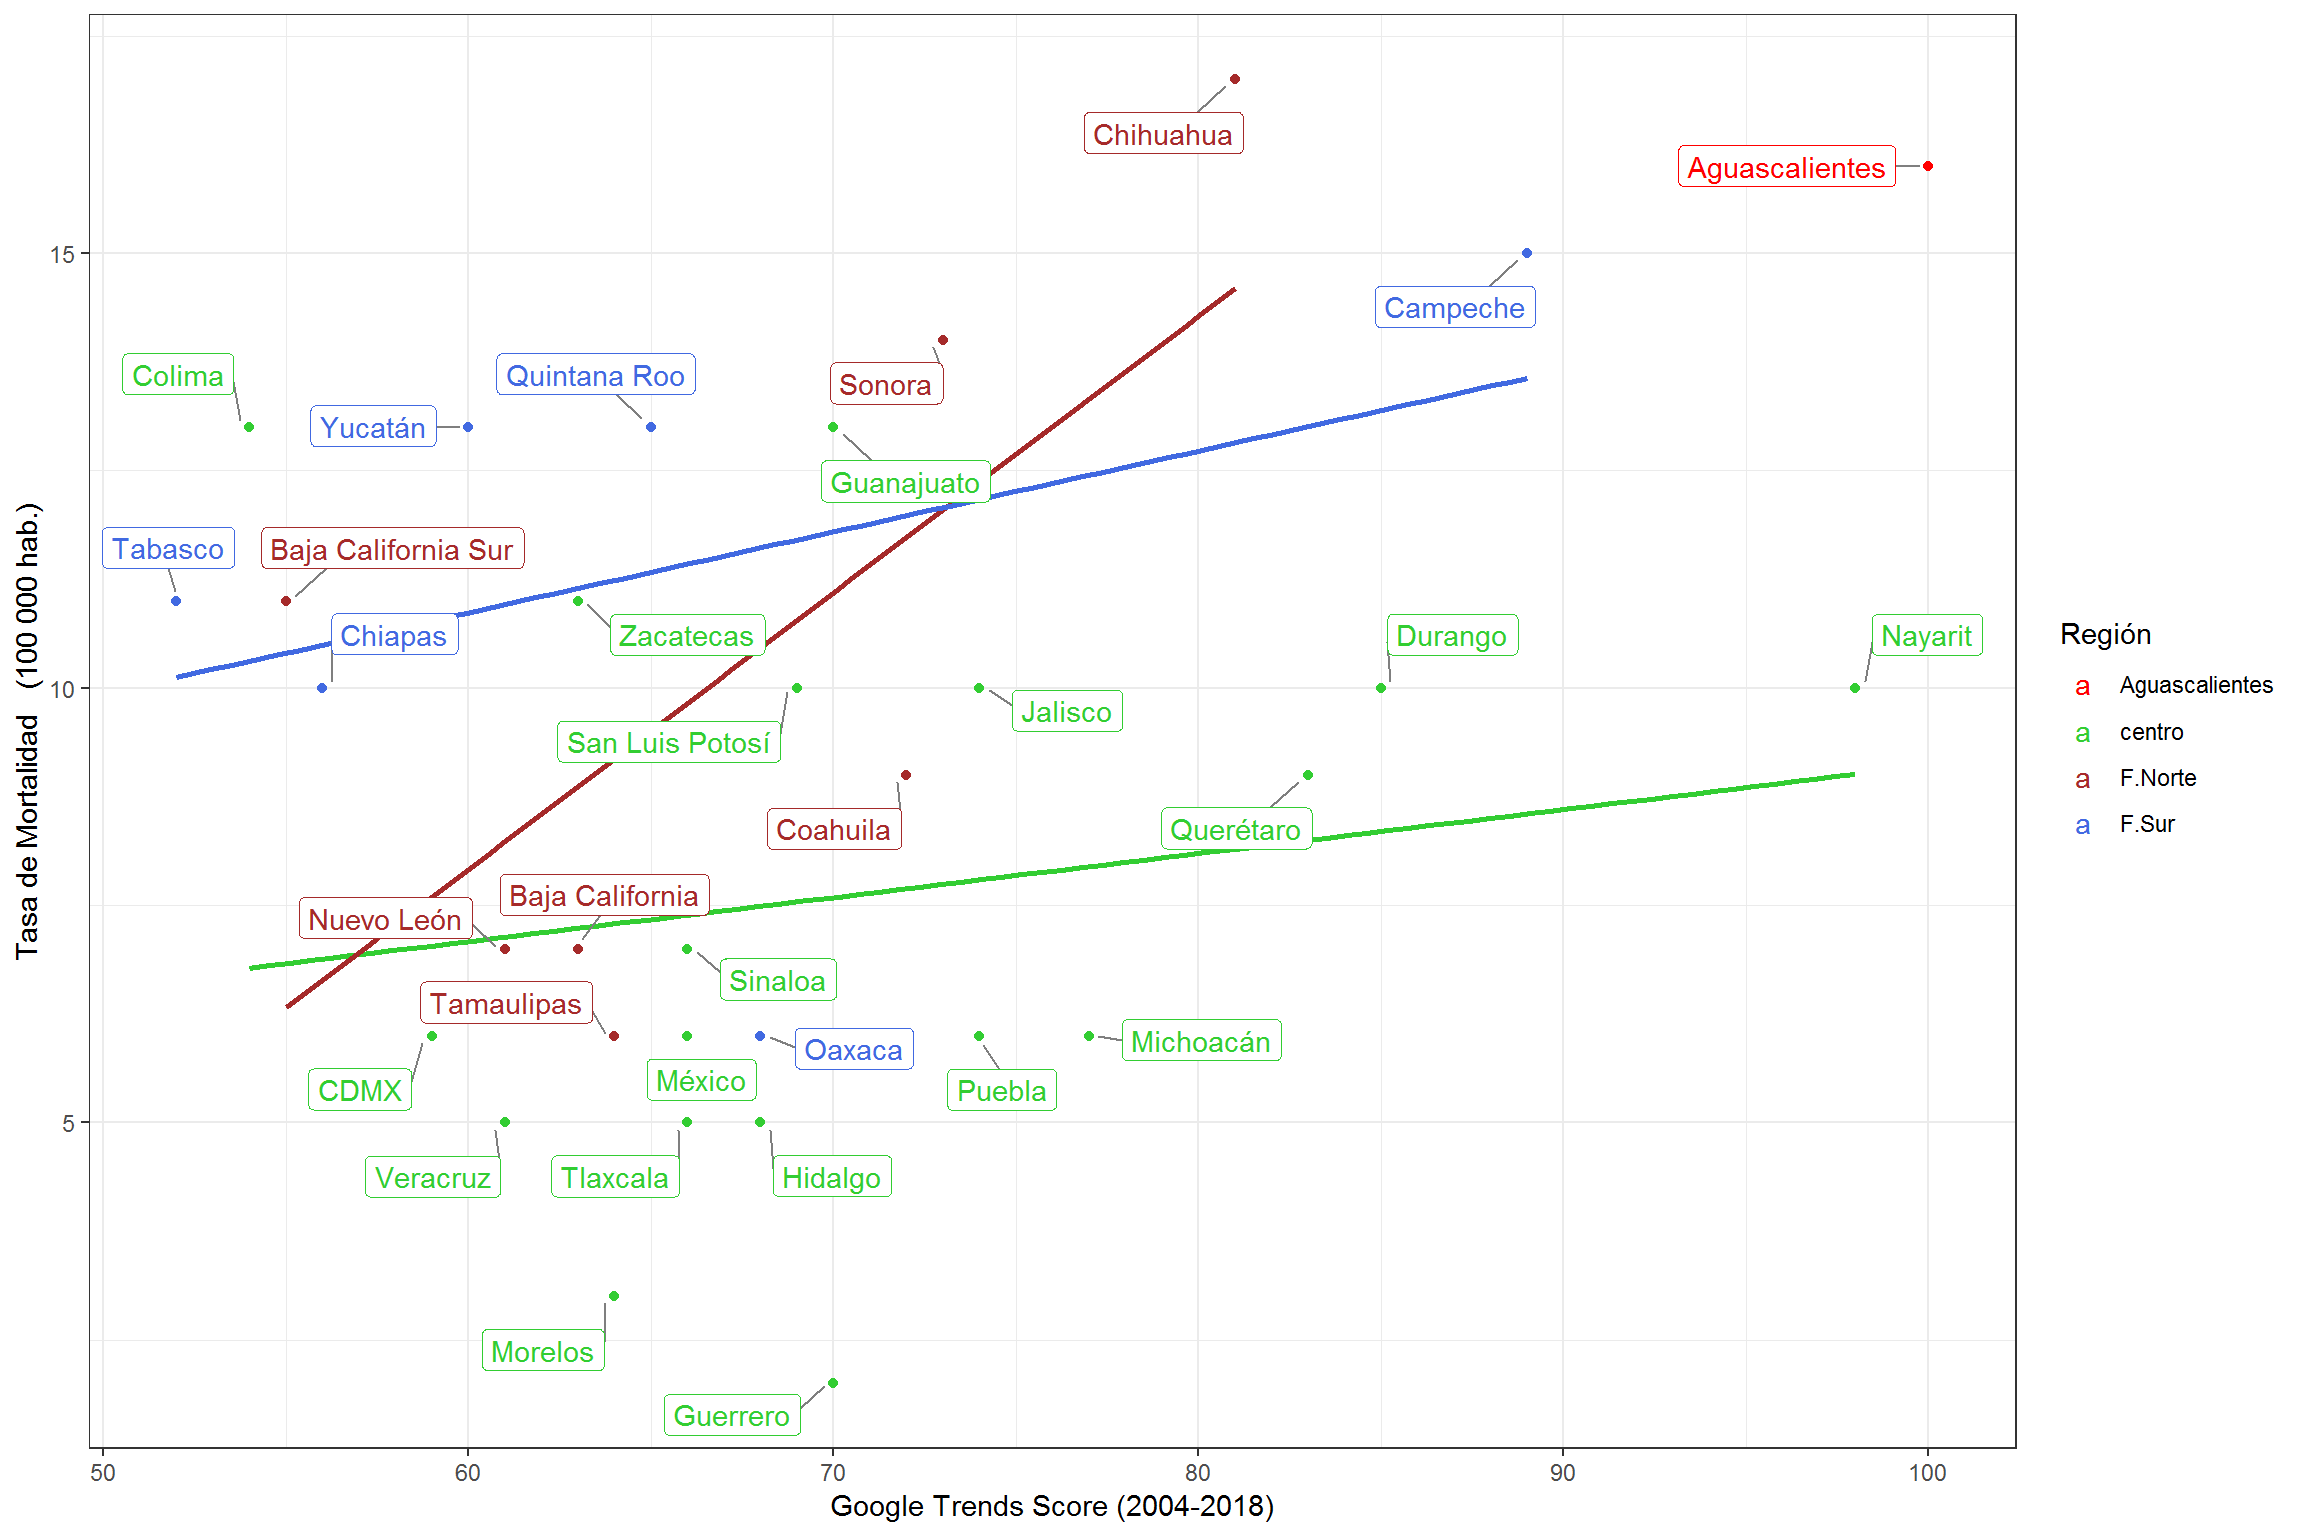 Chihuahua
Aguascalientes
15
Campeche
Colima
Quintana Roo
Sonora
Yucatán
Guanajuato
Tabasco
Baja California Sur
Chiapas
Zacatecas
Durango
Nayarit
10
Jalisco
San Luis Potosí
Coahuila
Querétaro
Baja California
Nuevo León
Sinaloa
Tamaulipas
Oaxaca
Michoacán
CDMX
México
Puebla
5
Veracruz
Tlaxcala
Hidalgo
Morelos
Guerrero
50 60 70 80 90 100
Google Trends Score (2004-2018)
Tasa de Mortalidad (100 000 hab.)
Región
a Aguascalientes
a centro
a F.Norte
a F.Sur